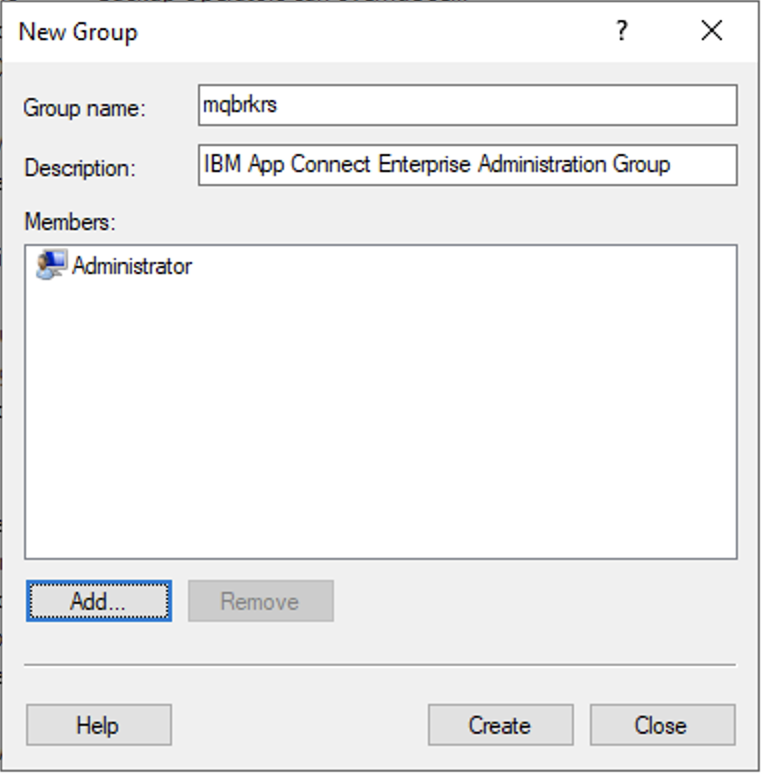 New Group
?
Group name:
mqbrkrs
Description:
IBM App Connect Enterprise Administration Group
Members:
Administrator
Add...
Remove
Help
Create
Close